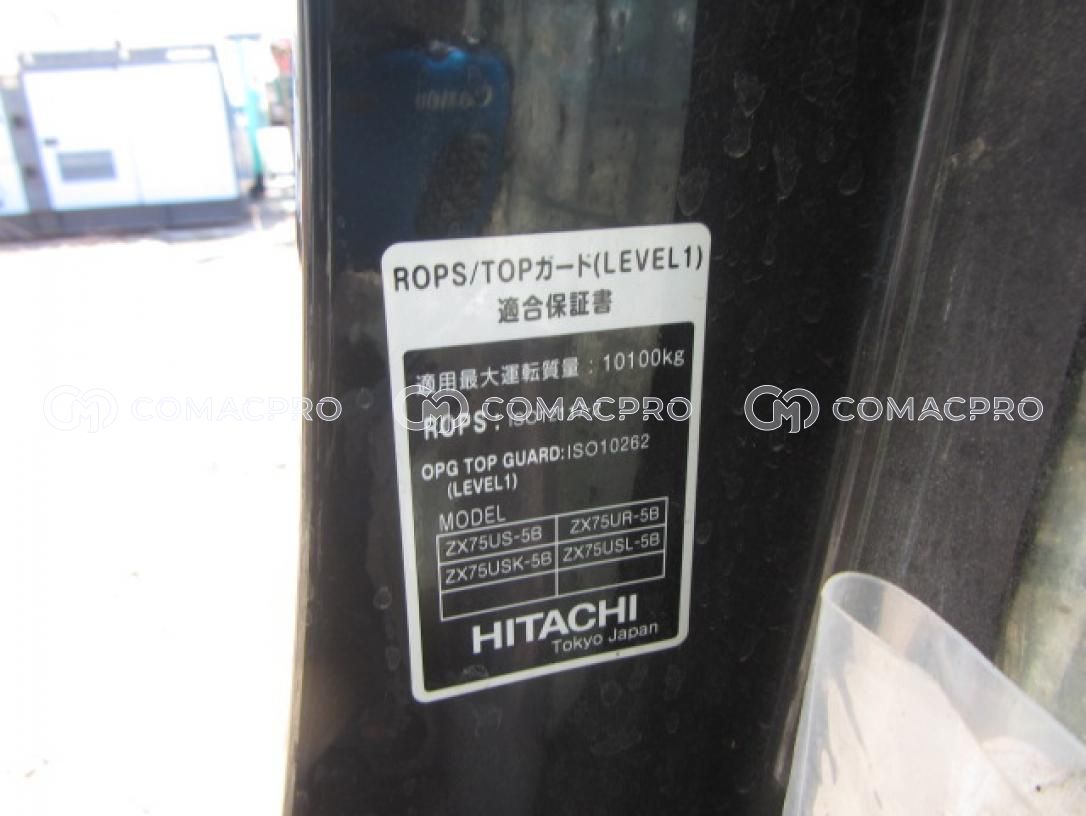 Canon
ROPS/TOPガード(LEVEL1)
適合保証書
適用最大運転質量 : 10100kg
COMACPRO COMACPRO COMACPRO
ROPS :
OPG TOP GUARD:ISO10262
(LEVEL1)
MODEL
ZX75US-5B ZX75UR-5B
ZX75USK-5B ZX75USL-5B
HITACHI
Tokyo Japan